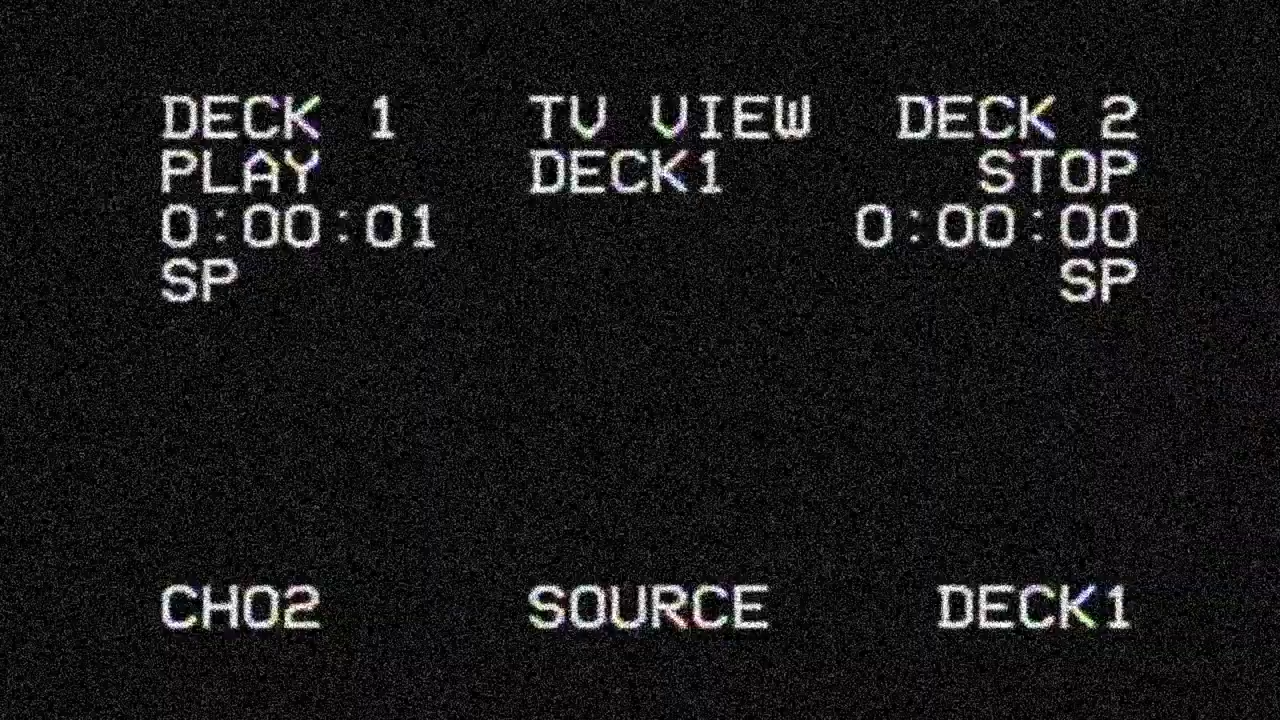 DECK 1 TV VIEW DECK 2
PLAY DECK1 STOP
0:00:01 0:00:00
SP SP
CH02 SOURCE DECK1